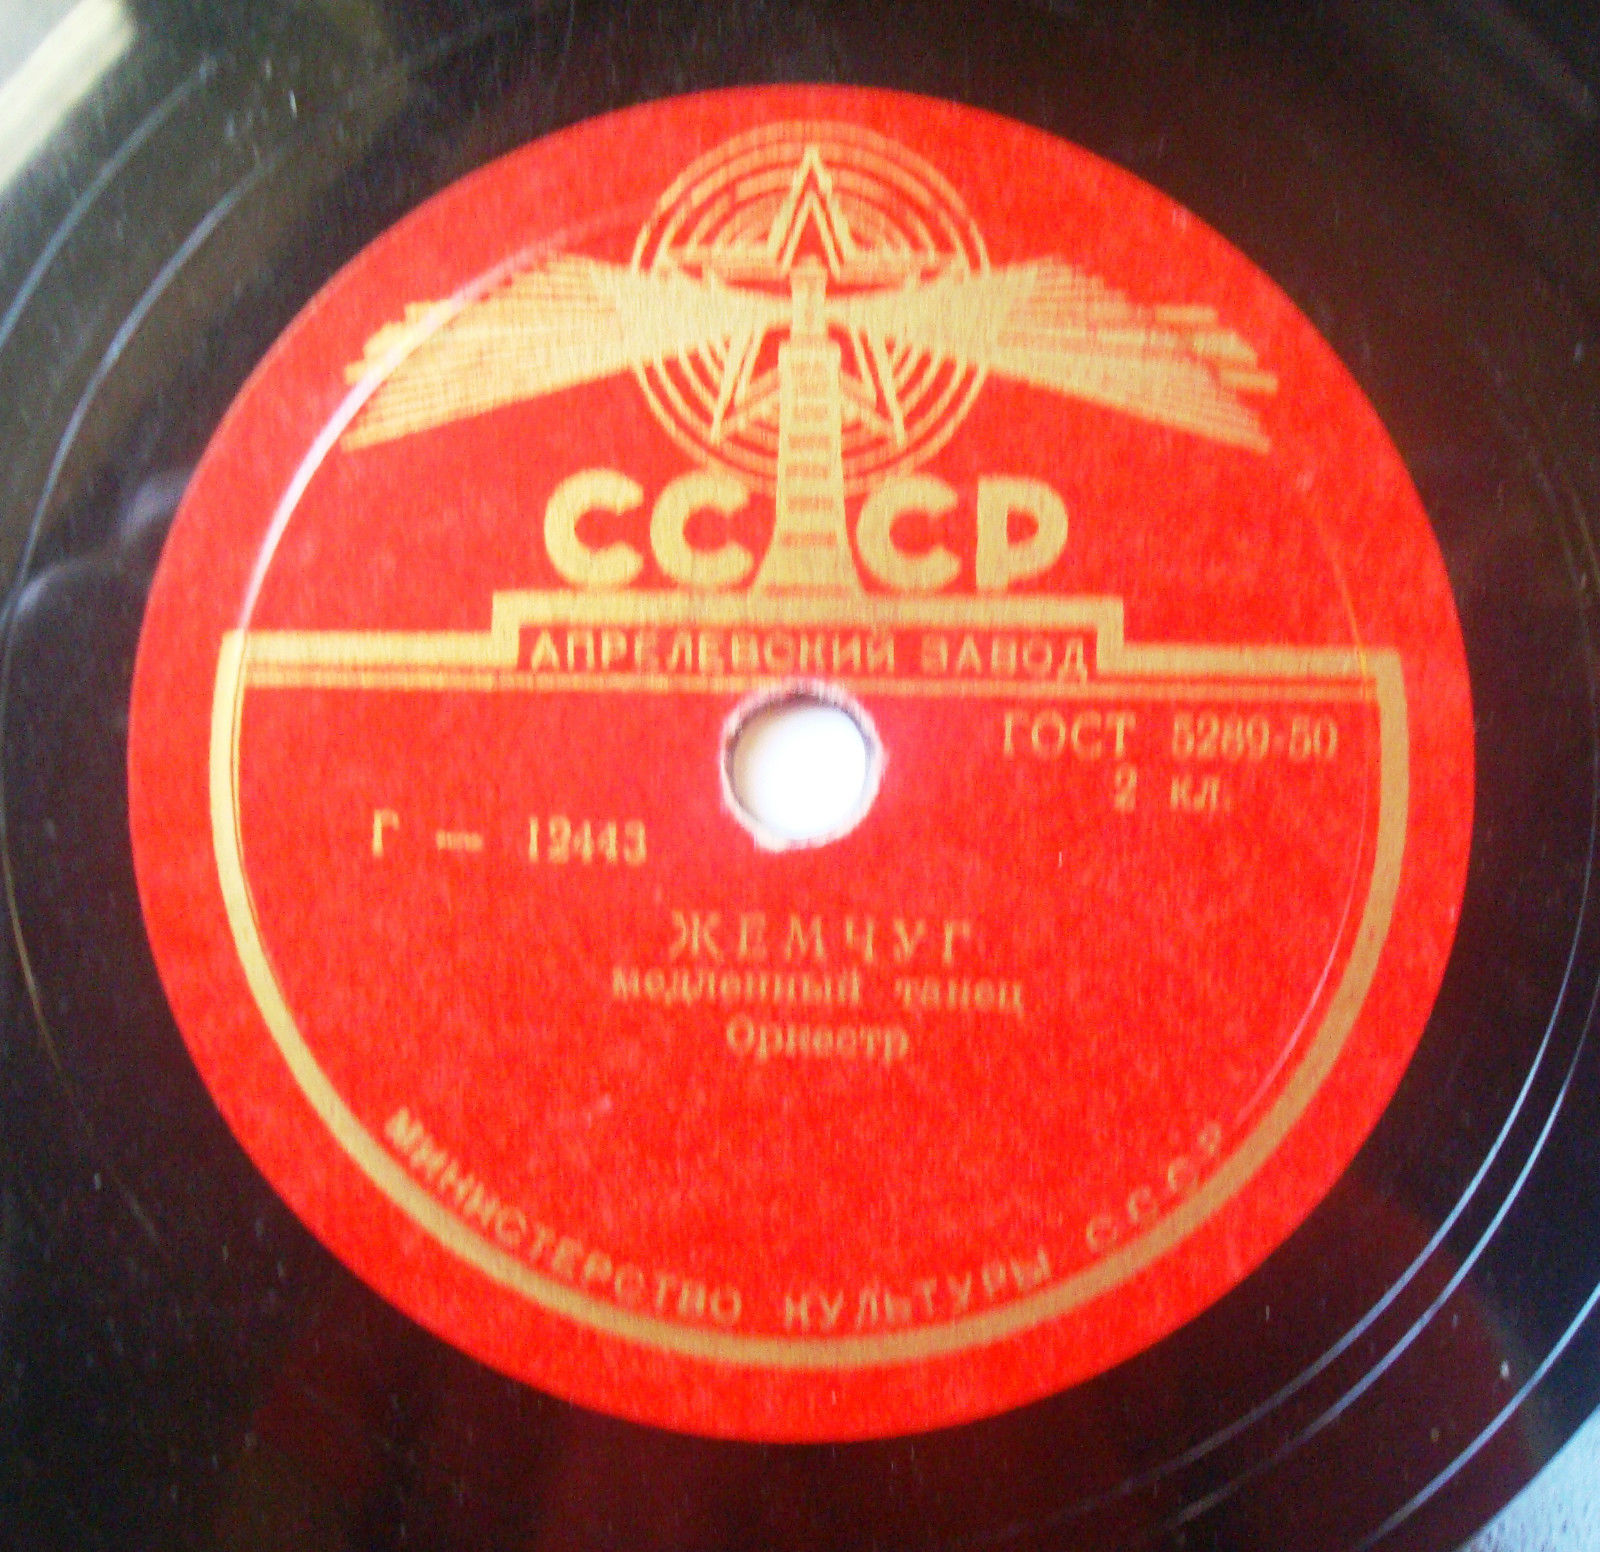 СССР
АПРЕЛЕВСКИЙ ЗАВОД
ГОСТ 5289-50
2 кл.
Г — 12443
ЖЕМЧУГ
медленный танец
Оркестр
МИНИСТЕРСТВО КУЛЬТУРЫ С.С.С.Р